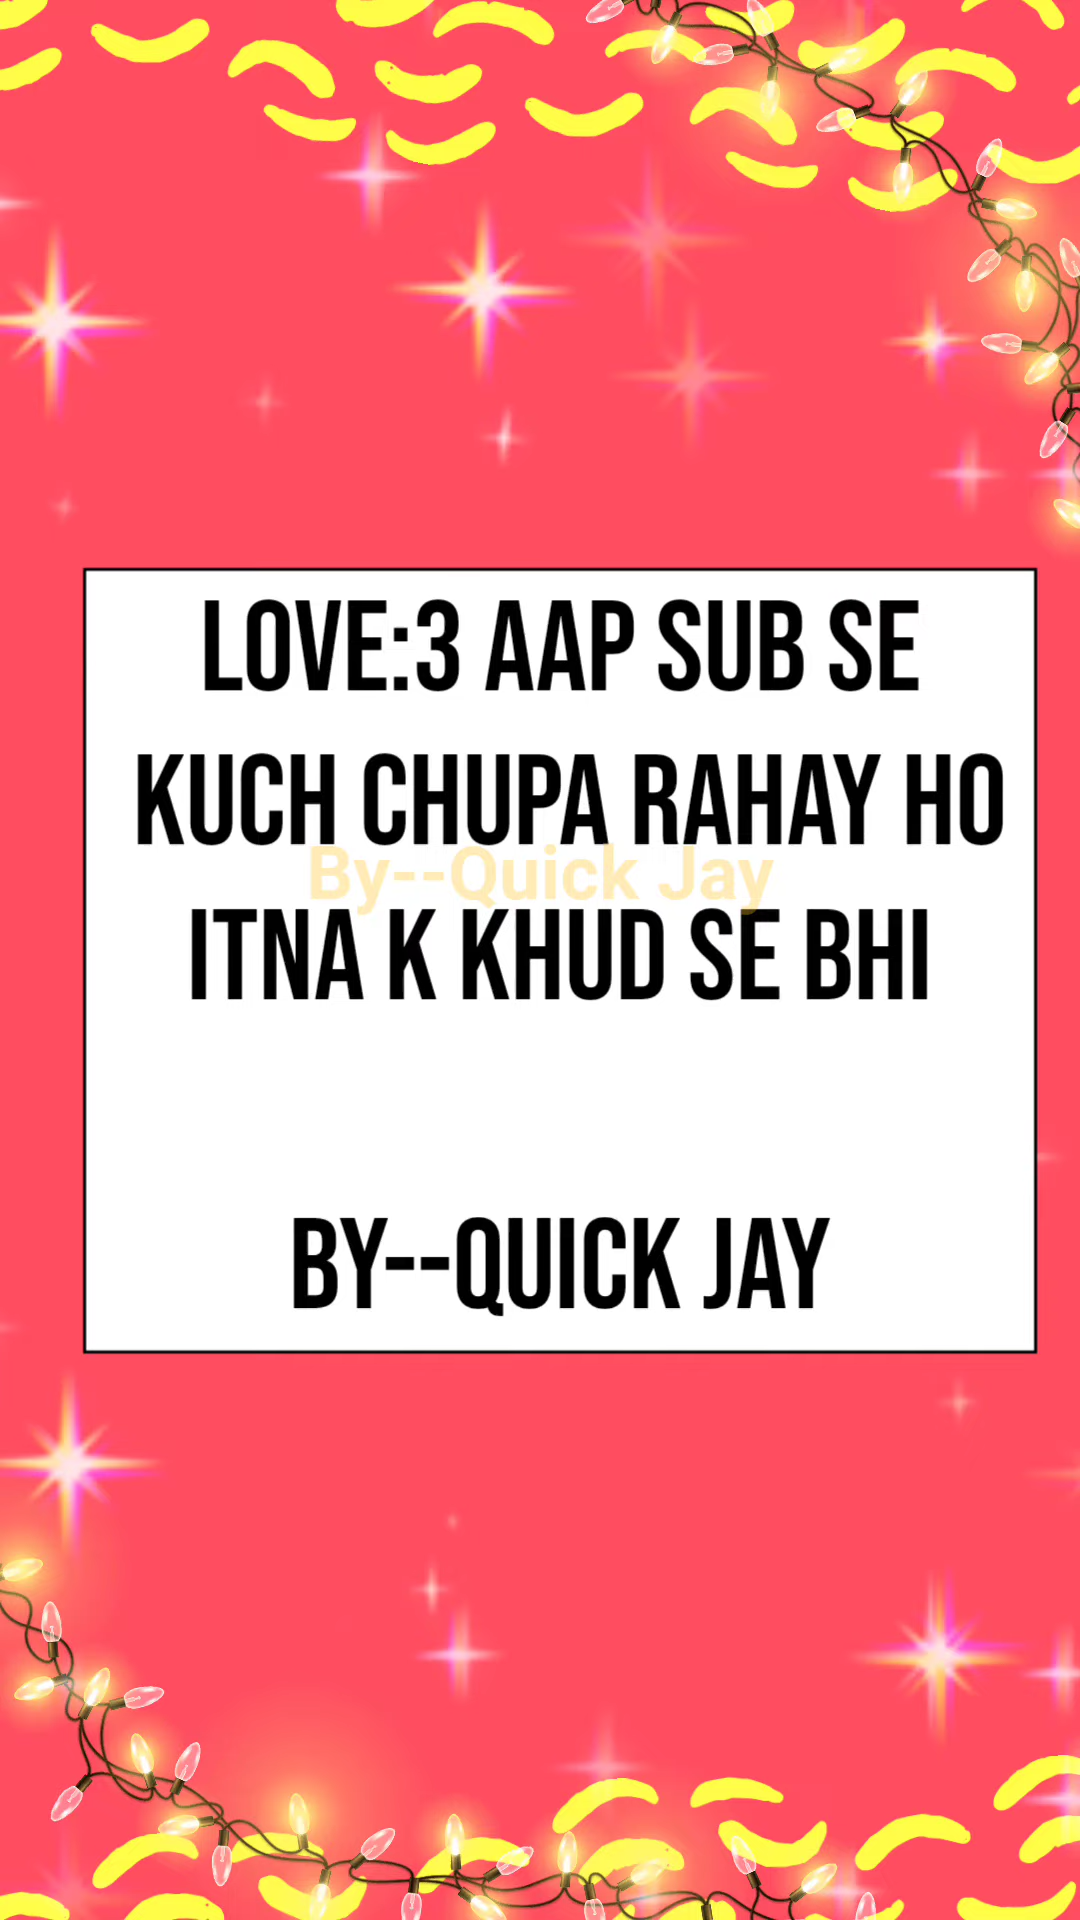 LOVE:3 AAP SUB SE
KUCH CHUPA RAHAY HO
By--Quick Jay
ITNA K KHUD SE BHI
BY--QUICK JAY